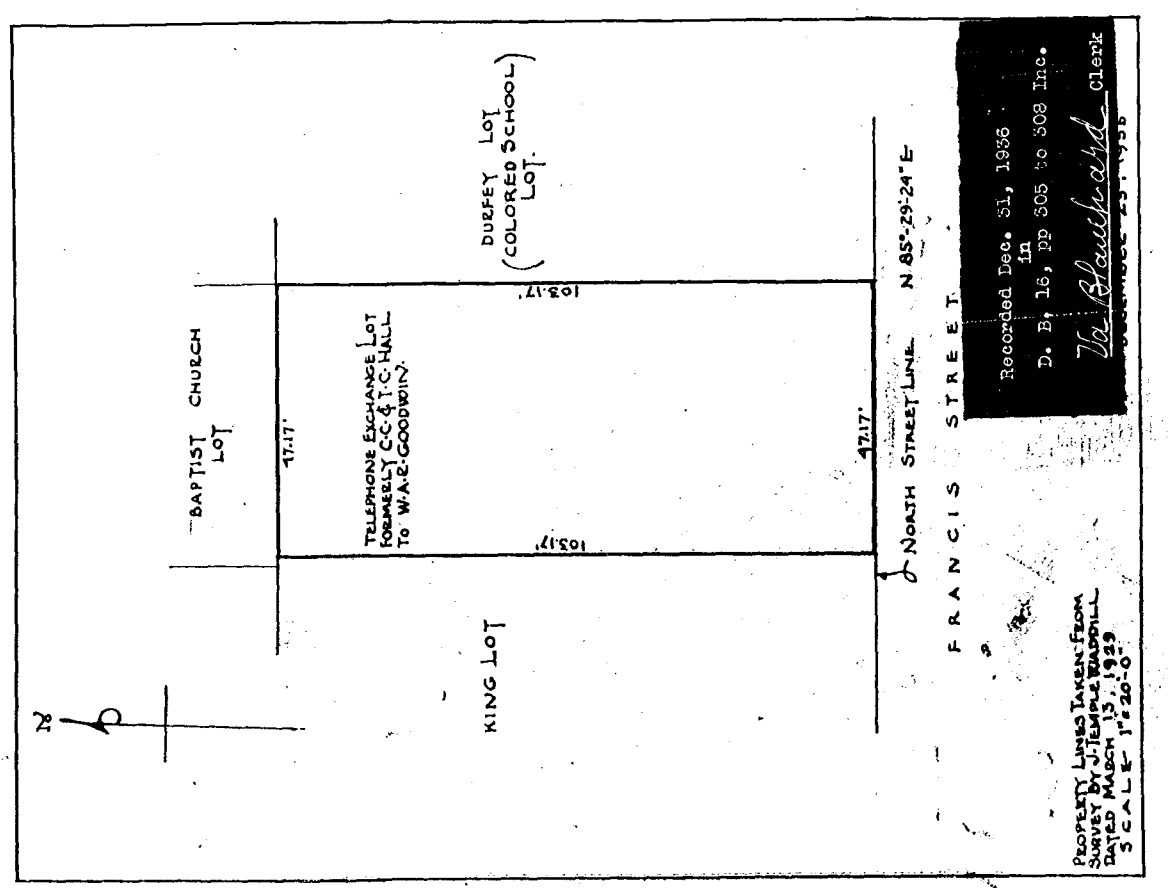 N
BAPTIST CHURCH
LOT
47.17'
TELEPHONE EXCHANGE LOT
FORMERLY C.C. & T.C. HALL
TO W.A.R. GOODWIN.
103.17'
103.17'
KING LOT
DURFEY LOT
(COLORED SCHOOL)
LOT.
47.17'
NORTH STREET LINE N.85°-29'-24"E
FRANCIS STREET.
PROPERTY LINES TAKEN FROM
SURVEY BY J. TEMPLE WADDILL
DATED MARCH 13, 1929
SCALE 1"=20'-0"
Recorded Dec. 31, 1936
in
D. B. 16, pp 305 to 308 Inc.
Va Blanchard Clerk